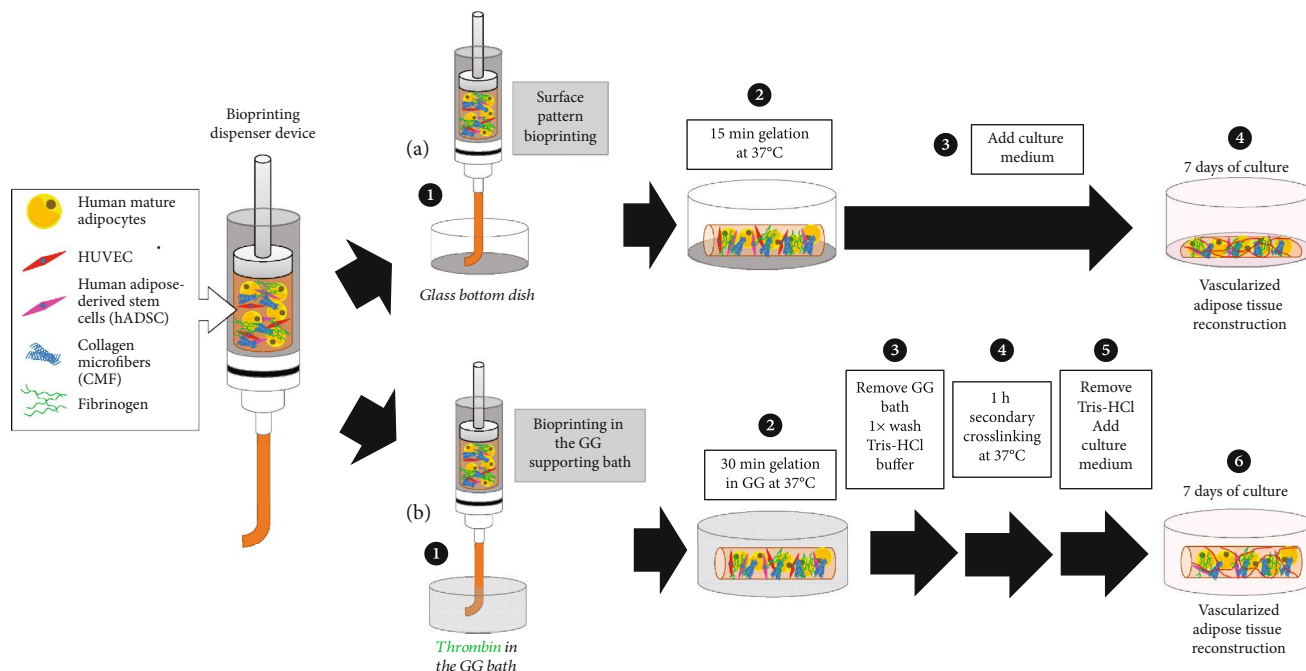 Bioprinting
dispenser device
Human mature
adipocytes
HUVEC
Human adipose-
derived stem
cells (hADSC)
Collagen
microfibers
(CMF)
Fibrinogen
(a)
Surface
pattern
bioprinting
1
Glass bottom dish
2
15 min gelation
at 37°C
3
Add culture
medium
4
7 days of culture
Vascularized
adipose tissue
reconstruction
(b)
Bioprinting in
the GG
supporting bath
1
Thrombin in
the GG bath
2
30 min gelation
in GG at 37°C
3
Remove GG
bath
1× wash
Tris-HCl
buffer
4
1 h
secondary
crosslinking
at 37°C
5
Remove
Tris-HCl
Add
culture
medium
6
7 days of culture
Vascularized
adipose tissue
reconstruction